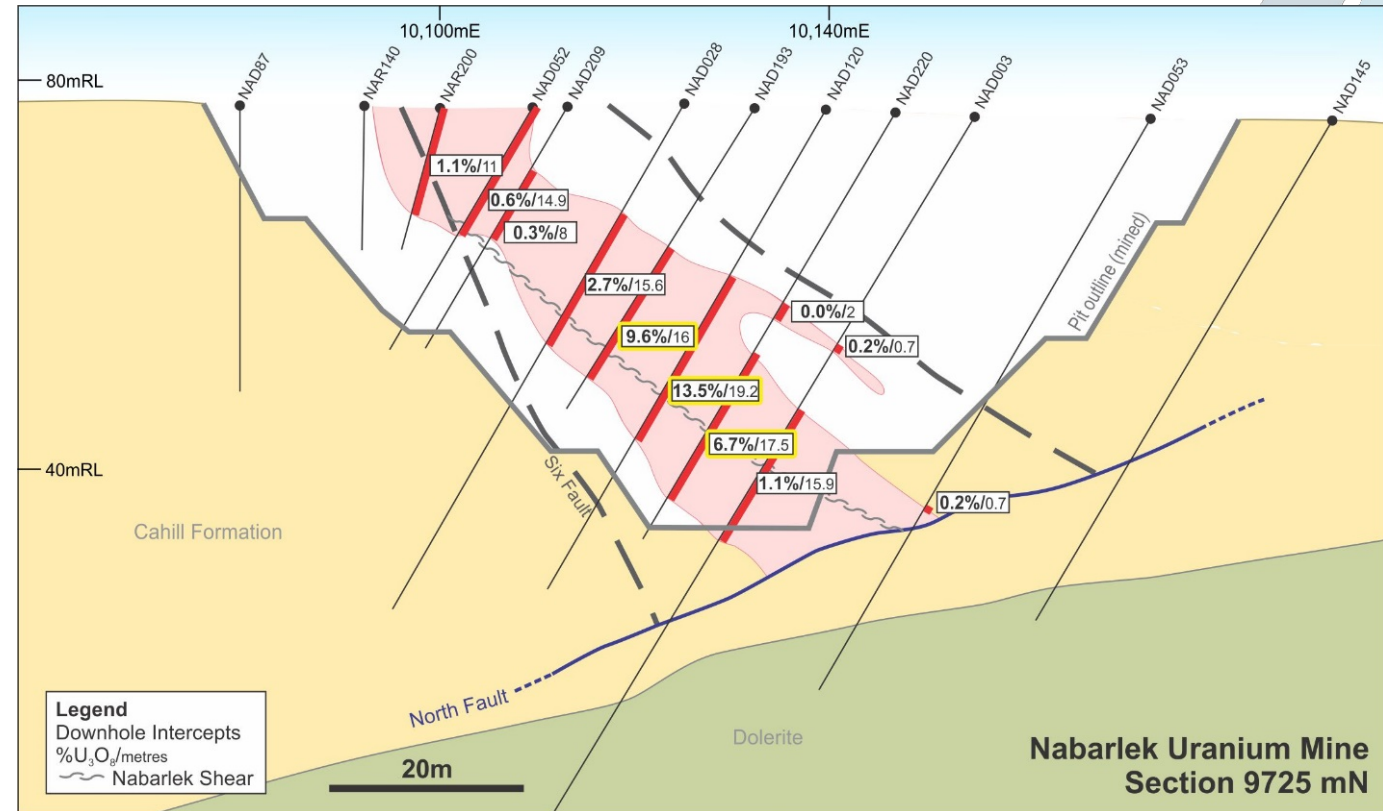 10,100mE
10,140mE
80mRL
NAD87
NAR140
NAR200
NAD052
NAD209
NAD028
NAD193
NAD120
NAD220
NAD003
NAD053
NAD145
1.1%/11
0.6%/14.9
0.3%/8
2.7%/15.6
0.0%/2
9.6%/16
0.2%/0.7
13.5%/19.2
6.7%/17.5
1.1%/15.9
0.2%/0.7
Pit outline (mined)
40mRL
Six Fault
Cahill Formation
North Fault
Dolerite
Legend
Downhole Intercepts
%U₃O₈/metres
Nabarlek Shear
20m
Nabarlek Uranium Mine
Section 9725 mN